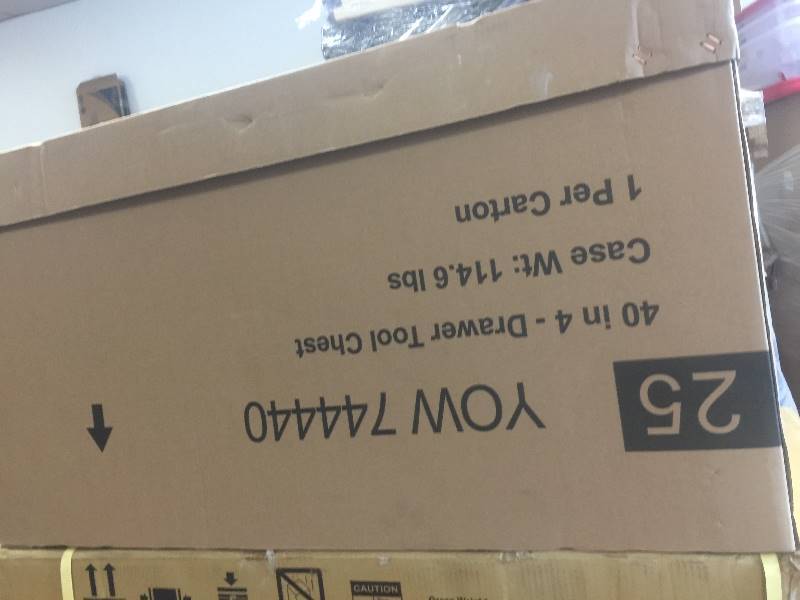 25 YOW 744440
40 in 4 - Drawer Tool Chest
Case Wt: 114.6 lbs
1 Per Carton
CAUTION